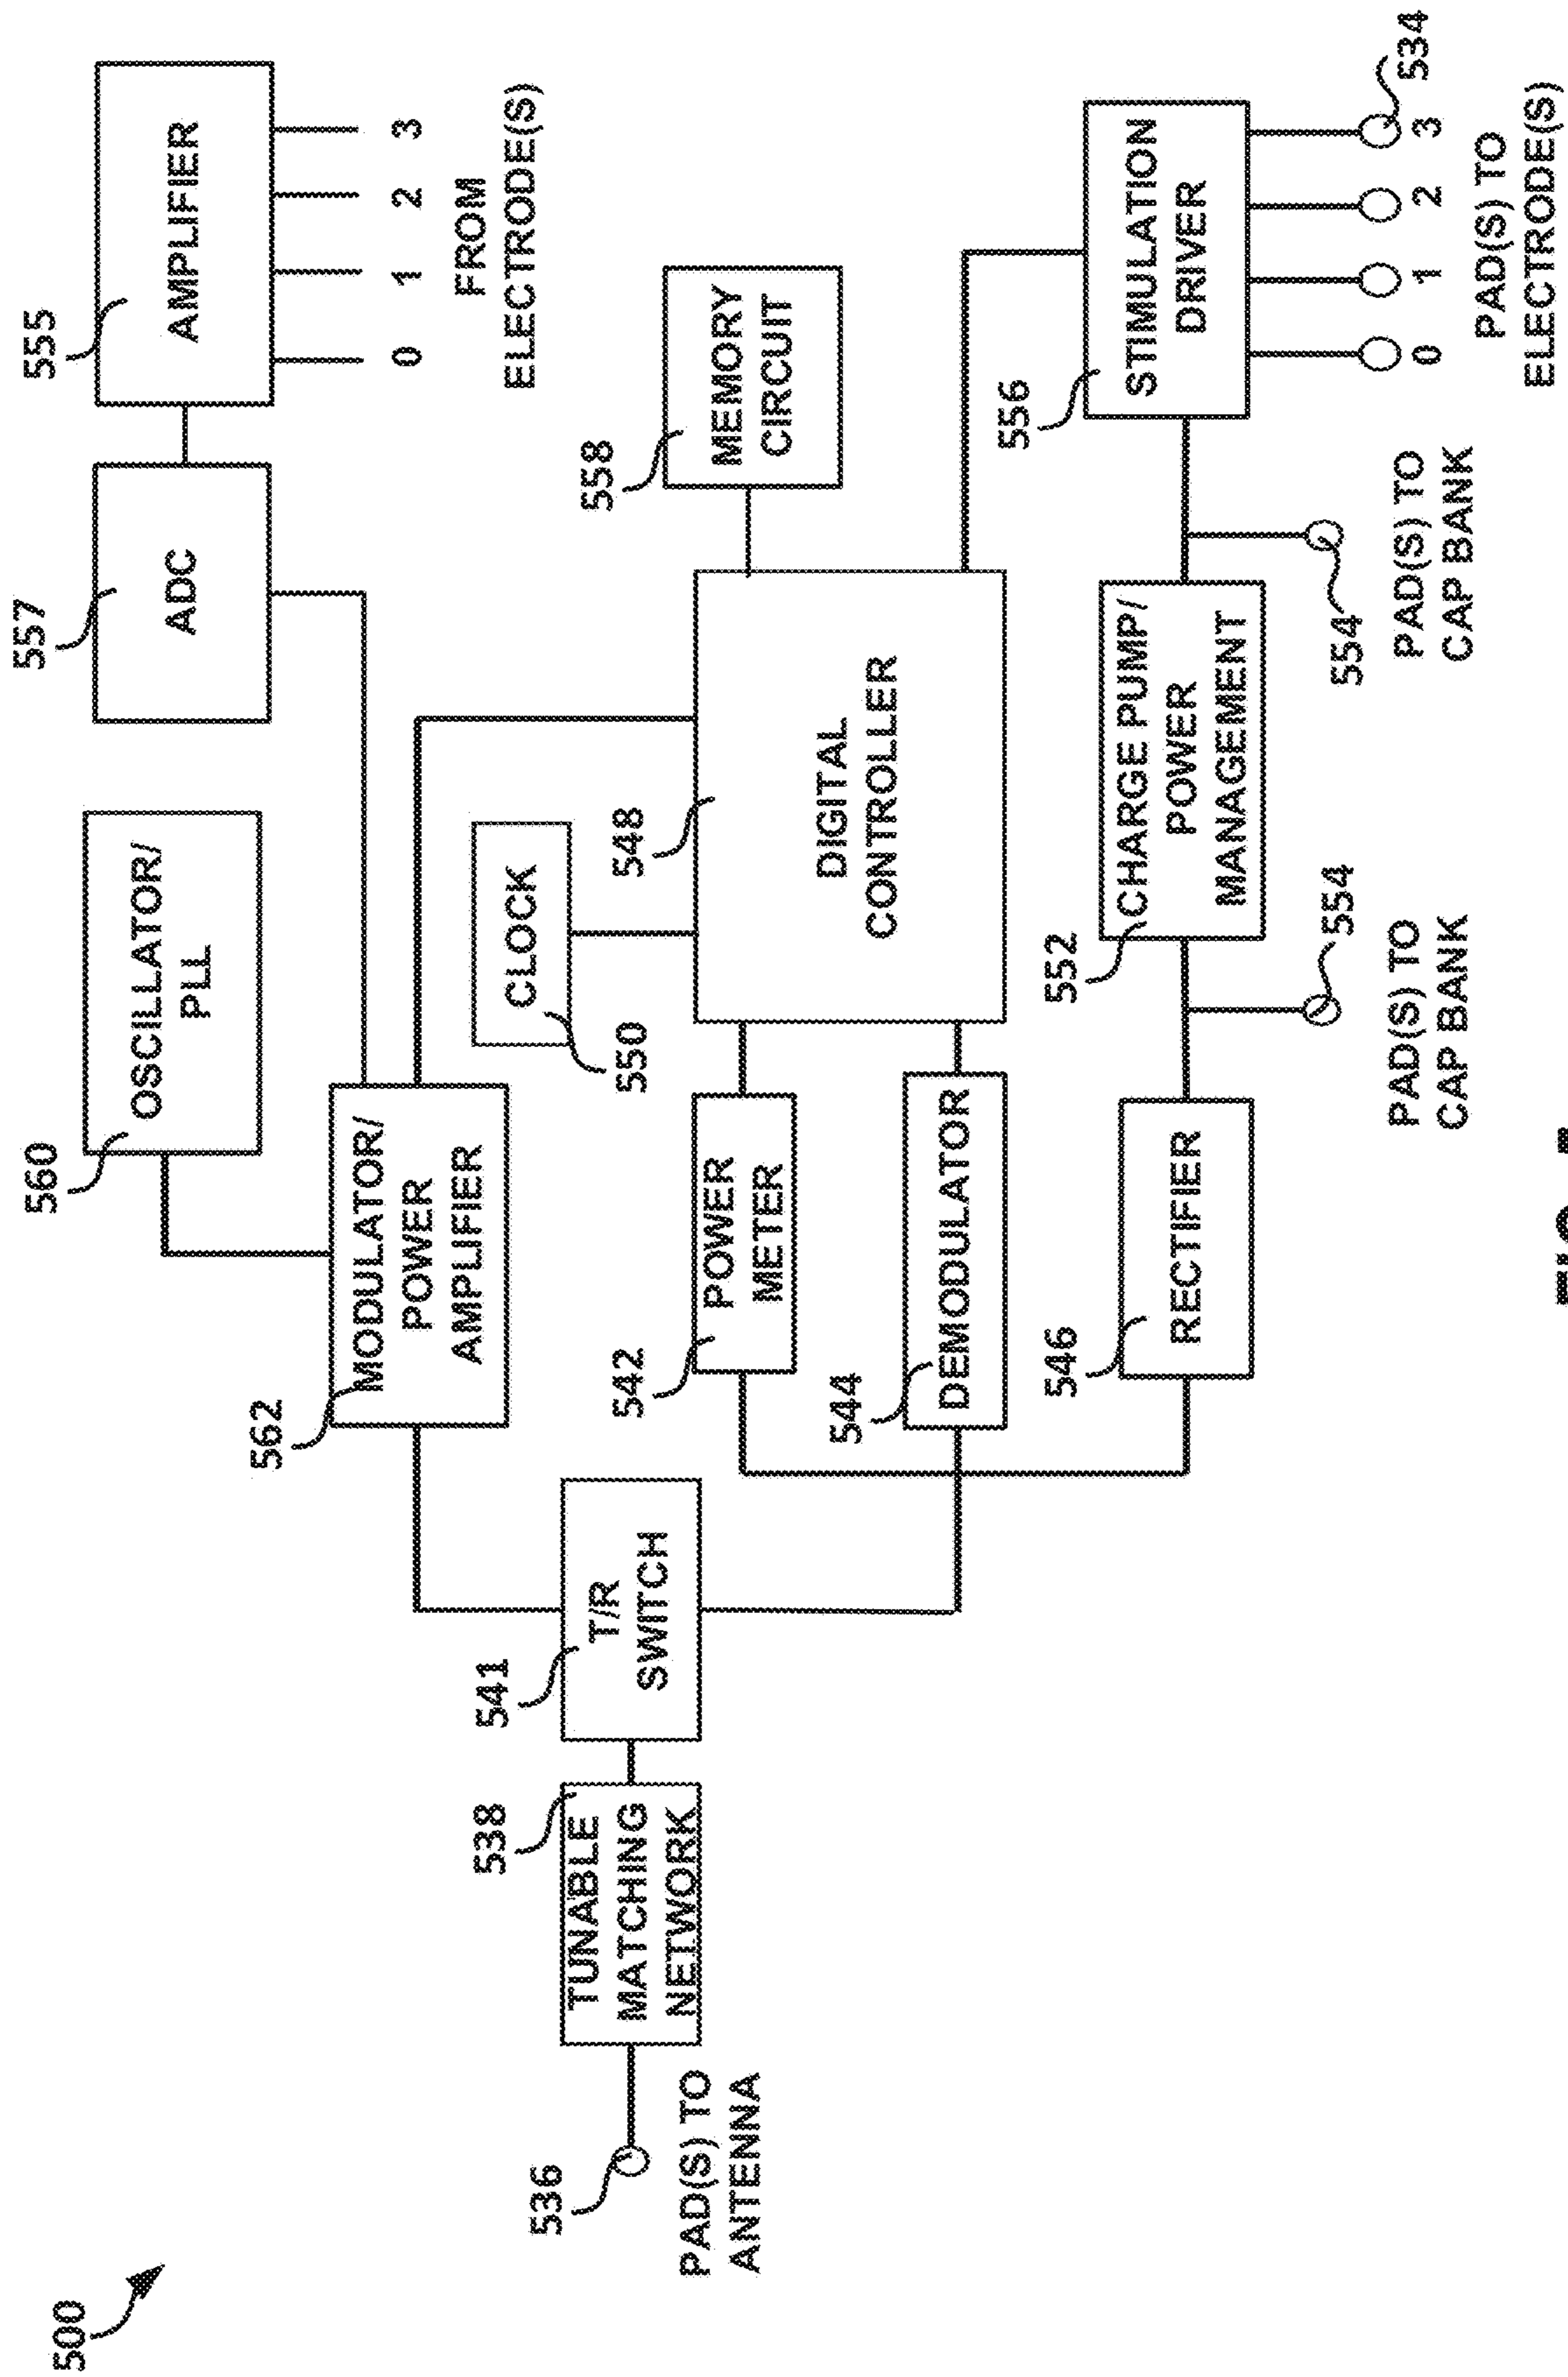 500
536
PAD(S) TO
ANTENNA
538
TUNABLE
MATCHING
NETWORK
541
T/R
SWITCH
562
MODULATOR/
POWER
AMPLIFIER
560
OSCILLATOR/
PLL
557
ADC
555
AMPLIFIER
0 1 2 3
FROM
ELECTRODE(S)
550
CLOCK
542
POWER
METER
544
DEMODULATOR
546
RECTIFIER
548
DIGITAL
CONTROLLER
558
MEMORY
CIRCUIT
552
CHARGE PUMP/
POWER
MANAGEMENT
554
PAD(S) TO
CAP BANK
554
PAD(S) TO
CAP BANK
556
STIMULATION
DRIVER
534
0 1 2 3
PAD(S) TO
ELECTRODE(S)